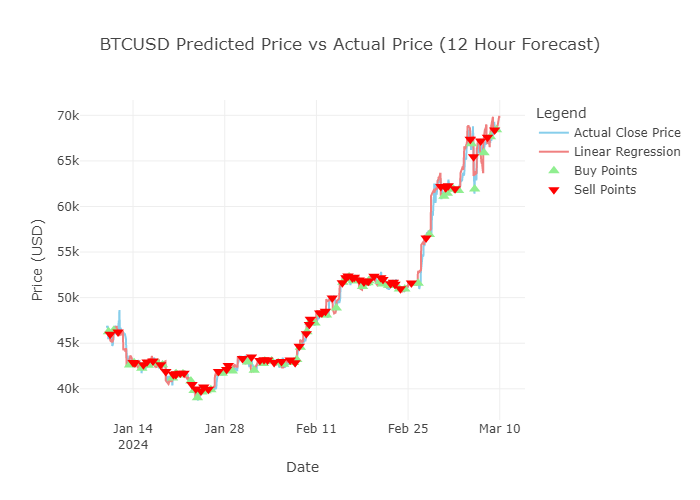 BTCUSD Predicted Price vs Actual Price (12 Hour Forecast)
70k
65k
60k
55k
50k
45k
40k
Price (USD)
Jan 14
2024
Jan 28
Feb 11
Feb 25
Mar 10
Date
Legend
Actual Close Price
Linear Regression
Buy Points
Sell Points